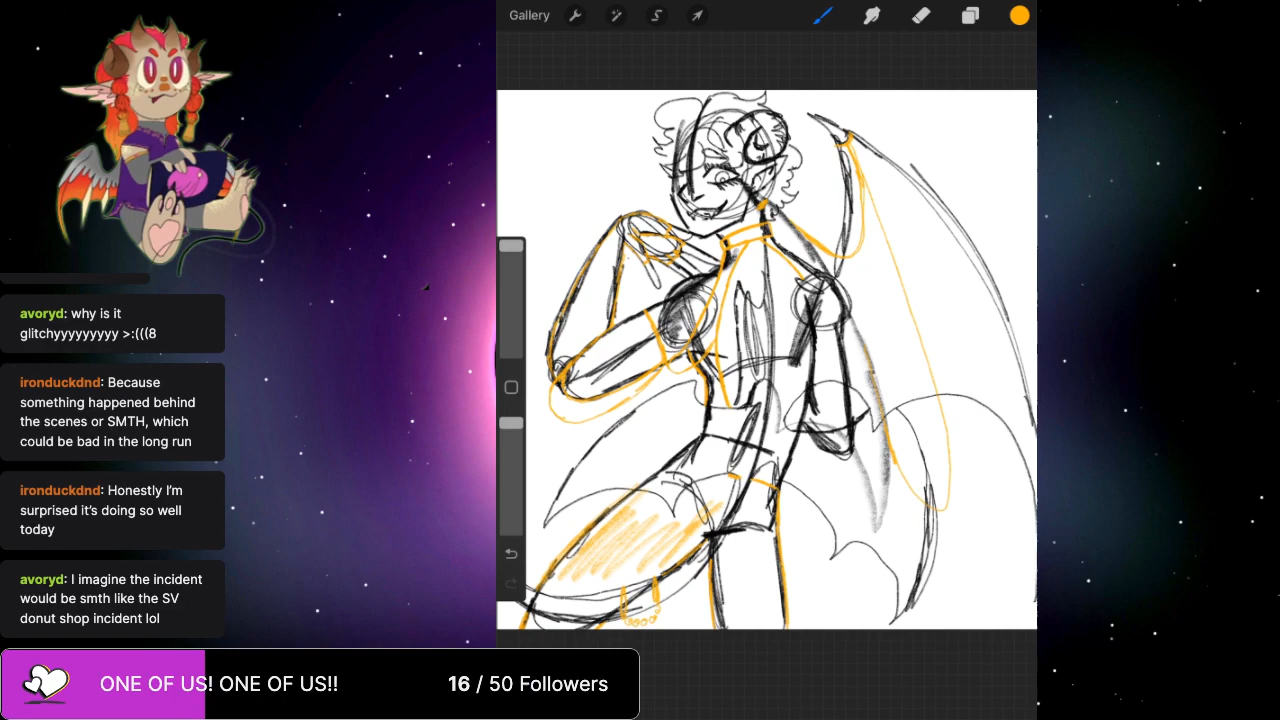 Gallery
avoryd: why is it
glitchyyyyyyyyy >:(((8
ironduckdnd: Because
something happened behind
the scenes or SMTH, which
could be bad in the long run
ironduckdnd: Honestly I'm
surprised it's doing so well
today
avoryd: I imagine the incident
would be smth like the SV
donut shop incident lol
ONE OF US! ONE OF US!! 16 / 50 Followers